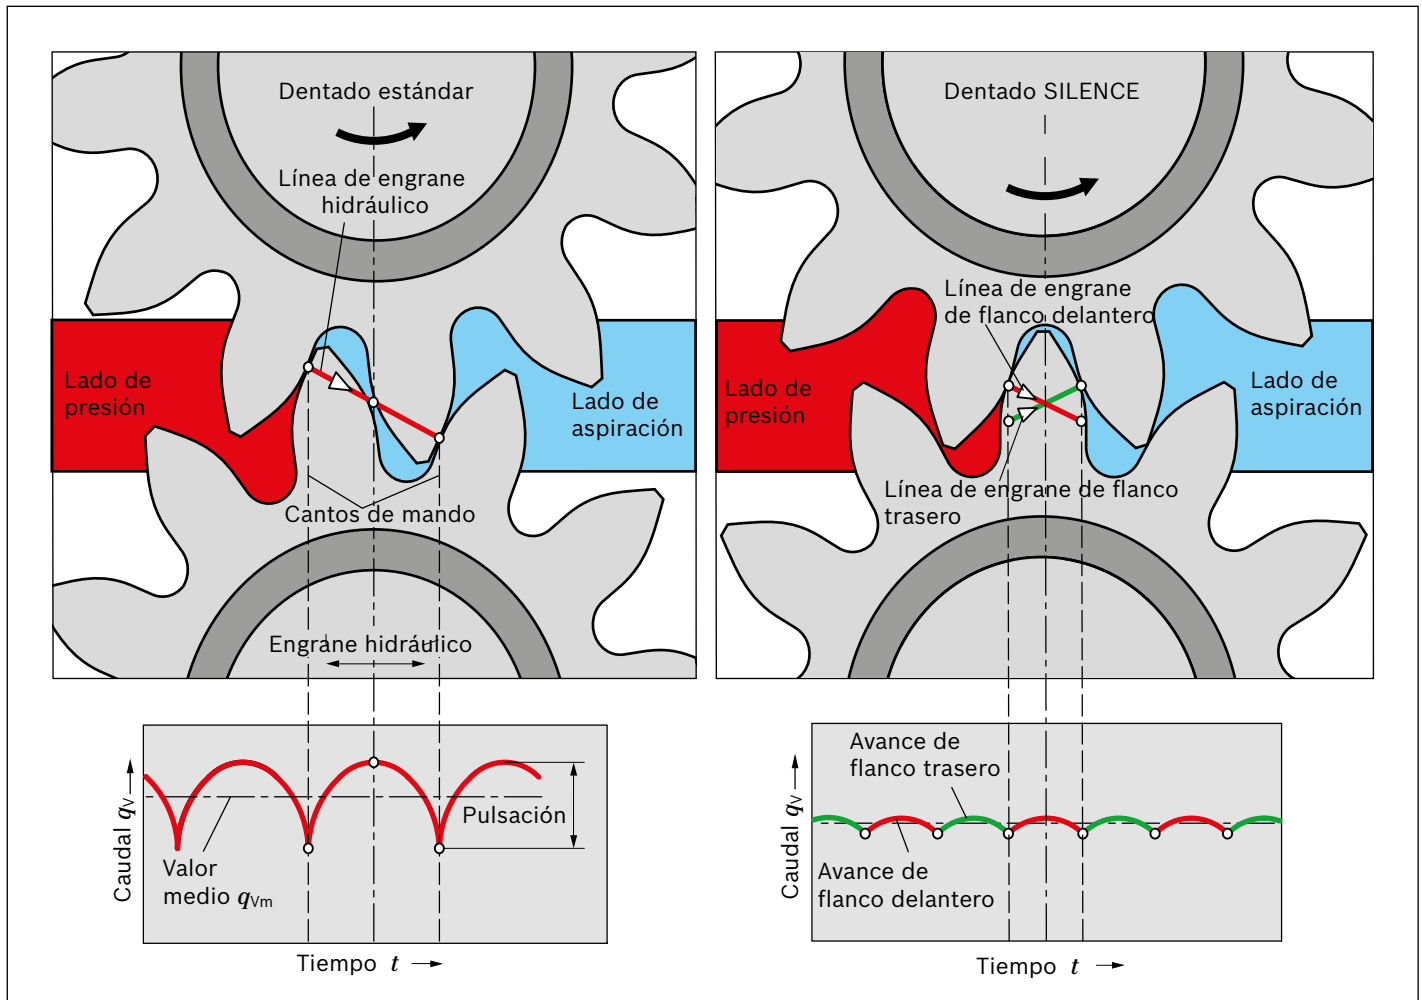 Dentado estándar
Línea de engrane
hidráulico
Lado de
presión
Lado de
aspiración
Cantos de mando
Engrane hidráulico
Caudal qV
Pulsación
Valor
medio qVm
Tiempo t
Dentado SILENCE
Línea de engrane
de flanco delantero
Lado de
presión
Lado de
aspiración
Línea de engrane de flanco
trasero
Caudal qV
Avance de
flanco trasero
Avance de
flanco delantero
Tiempo t